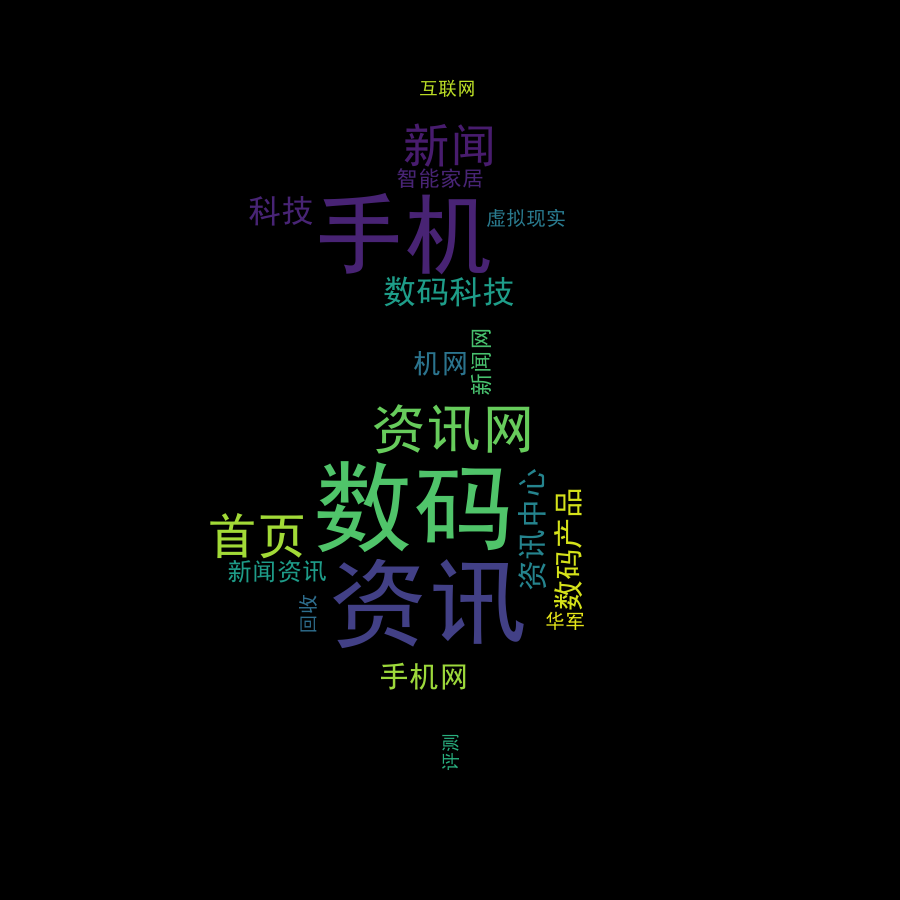 互联网
新闻
智能家居
科技
手机
虚拟现实
数码科技
新闻网
机网
资讯网
数码
资讯中心
数码产品
首页
新闻资讯
资讯
回收
华军
手机网
评测